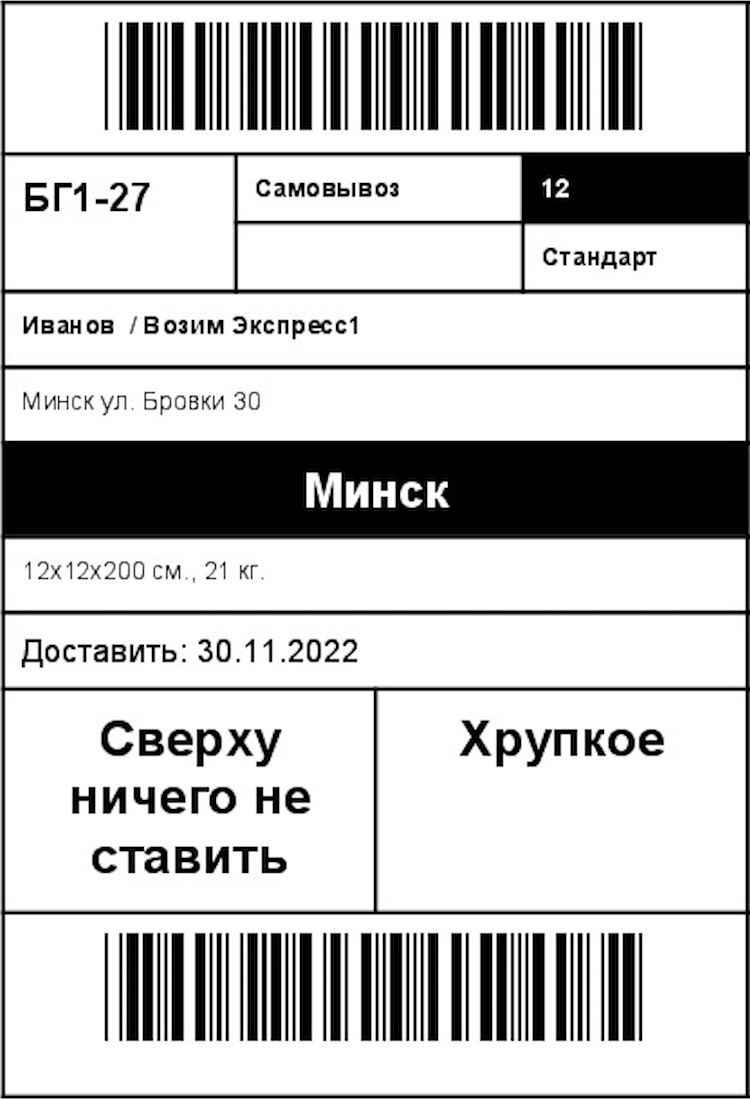 БГ1-27
Самовывоз
12
Стандарт
Иванов / Возим Экспресс1
Минск ул. Бровки 30
Минск
12x12x200 см., 21 кг.
Доставить: 30.11.2022
Сверху
ничего не
ставить
Хрупкое